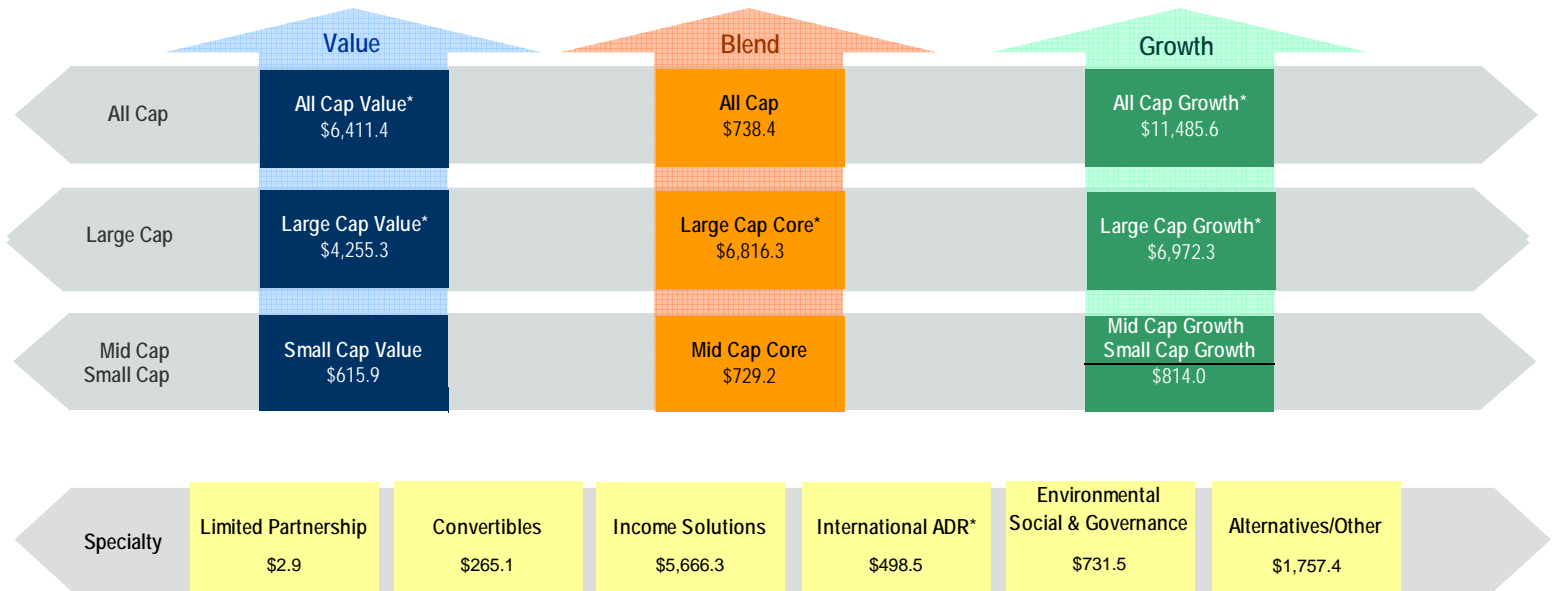 Value
Blend
Growth
All Cap
All Cap Value*
$6,411.4
All Cap
$738.4
All Cap Growth*
$11,485.6
Large Cap
Large Cap Value*
$4,255.3
Large Cap Core*
$6,816.3
Large Cap Growth*
$6,972.3
Mid Cap
Small Cap
Small Cap Value
$615.9
Mid Cap Core
$729.2
Mid Cap Growth
Small Cap Growth
$814.0
Specialty
Limited Partnership
$2.9
Convertibles
$265.1
Income Solutions
$5,666.3
International ADR*
$498.5
Environmental
Social & Governance
$731.5
Alternatives/Other
$1,757.4